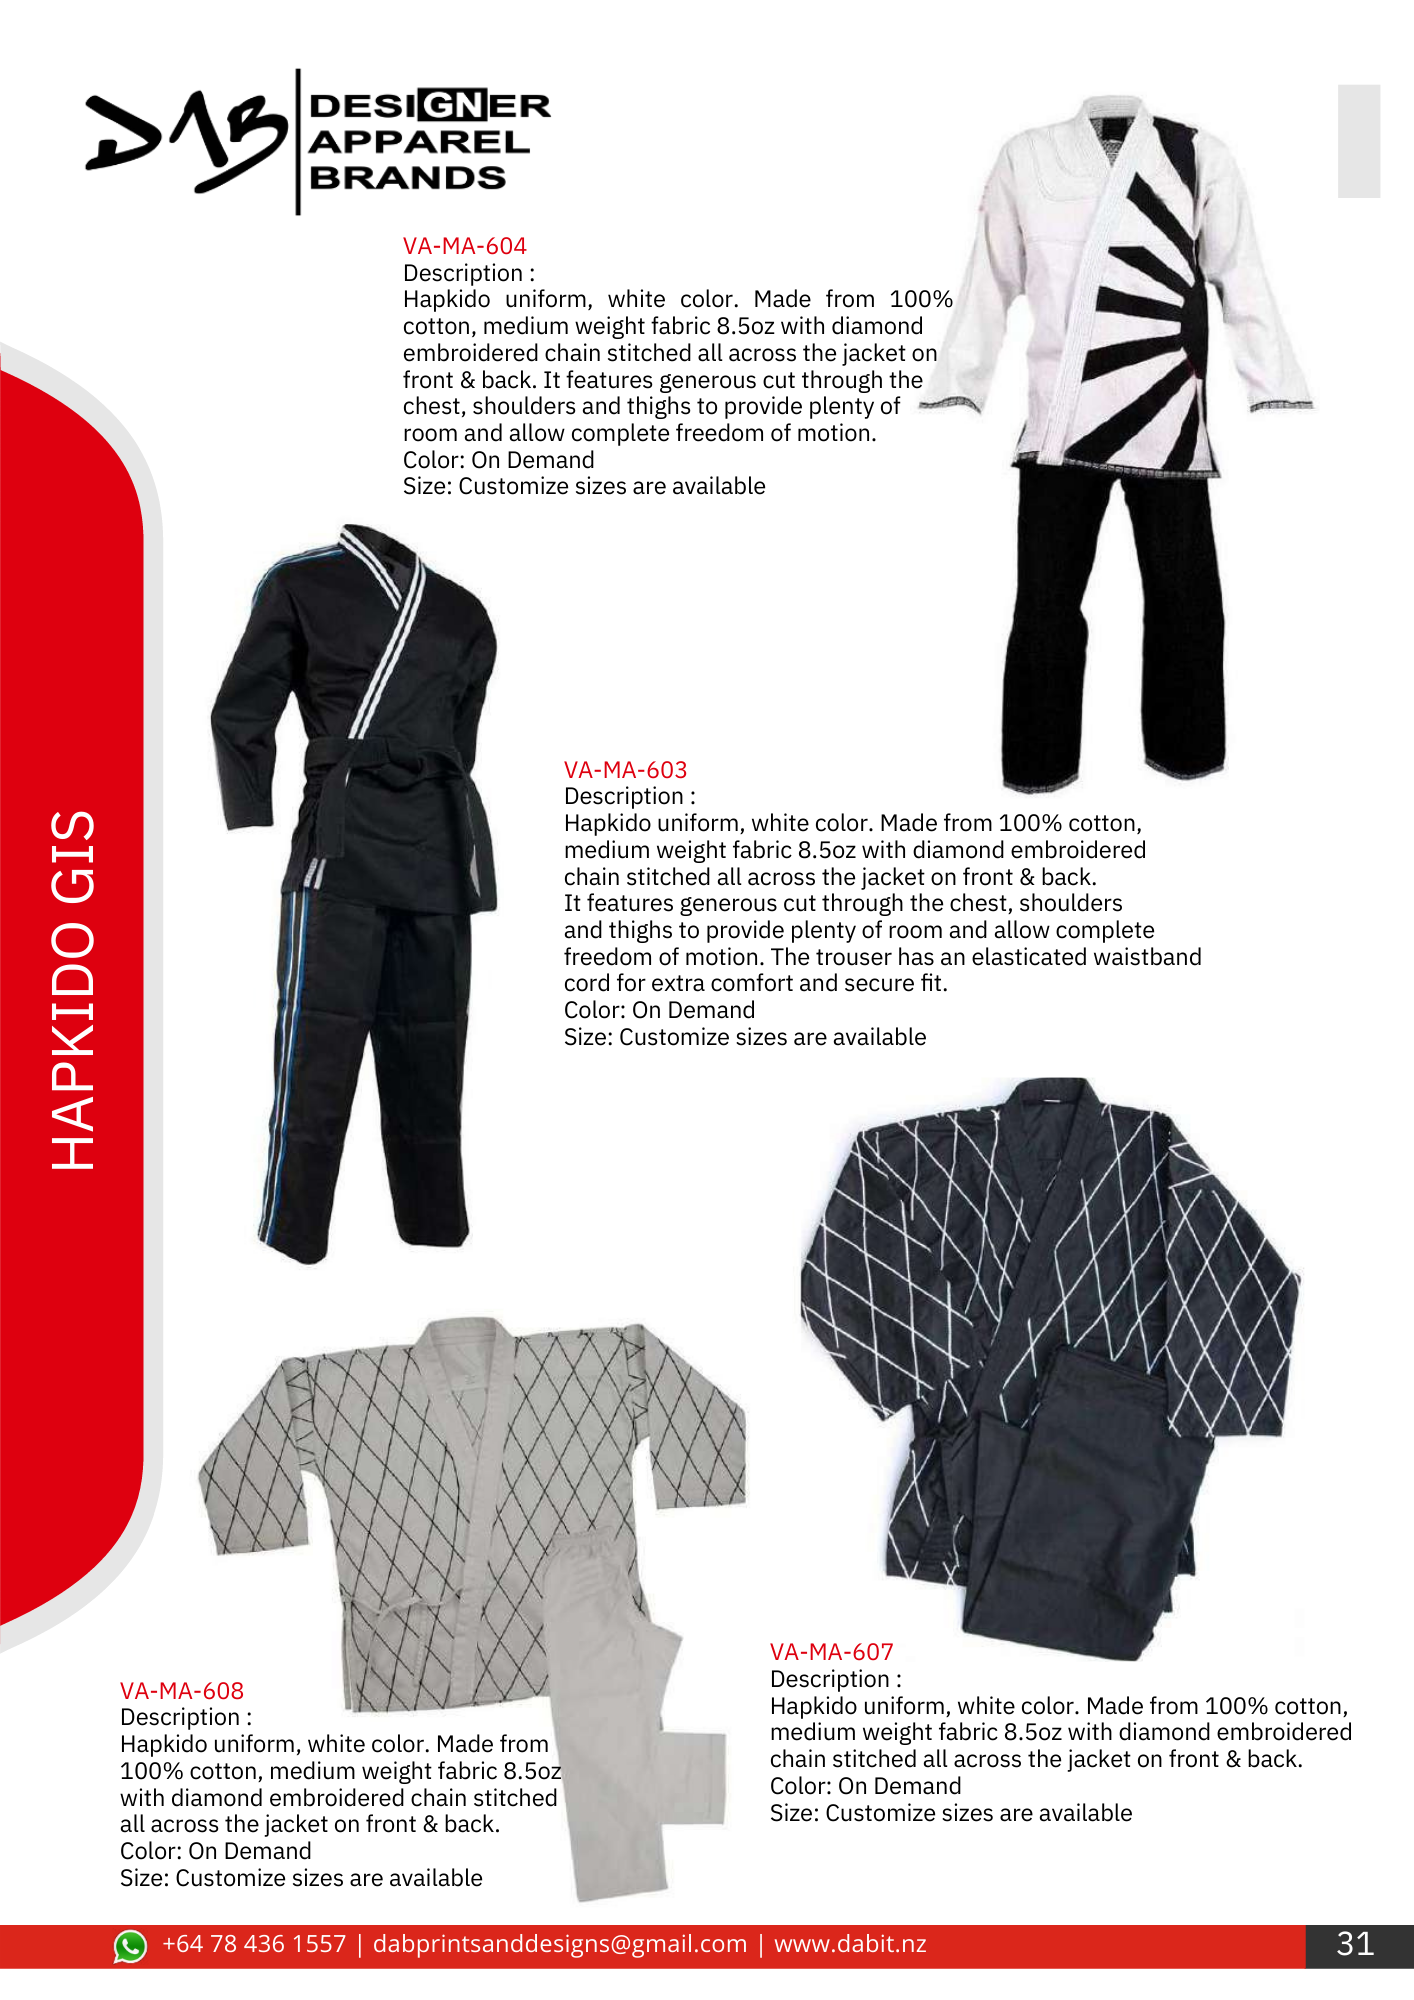 DAB
DESIGNER
APPAREL
BRANDS
VA-MA-604
Description :
Hapkido uniform, white color. Made from 100%
cotton, medium weight fabric 8.5oz with diamond
embroidered chain stitched all across the jacket on
front & back. It features generous cut through the
chest, shoulders and thighs to provide plenty of
room and allow complete freedom of motion.
Color: On Demand
Size: Customize sizes are available
VA-MA-603
Description :
Hapkido uniform, white color. Made from 100% cotton,
medium weight fabric 8.5oz with diamond embroidered
chain stitched all across the jacket on front & back.
It features generous cut through the chest, shoulders
and thighs to provide plenty of room and allow complete
freedom of motion. The trouser has an elasticated waistband
cord for extra comfort and secure fit.
Color: On Demand
Size: Customize sizes are available
HAPKIDO GIS
VA-MA-607
Description :
Hapkido uniform, white color. Made from 100% cotton,
medium weight fabric 8.5oz with diamond embroidered
chain stitched all across the jacket on front & back.
Color: On Demand
Size: Customize sizes are available
VA-MA-608
Description :
Hapkido uniform, white color. Made from
100% cotton, medium weight fabric 8.5oz
with diamond embroidered chain stitched
all across the jacket on front & back.
Color: On Demand
Size: Customize sizes are available
+64 78 436 1557 | dabprintsanddesigns@gmail.com | www.dabit.nz
31